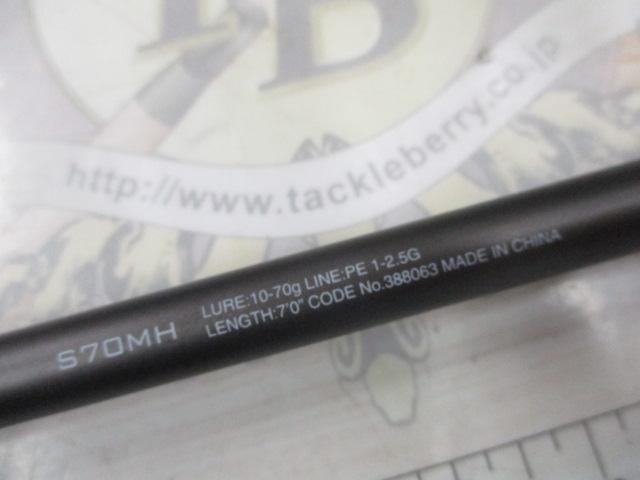 TB
http://www.tackleberry.co.jp
S70MH
LURE:10-70g LINE:PE 1-2.5G
LENGTH:7'0" CODE No.388063 MADE IN CHINA